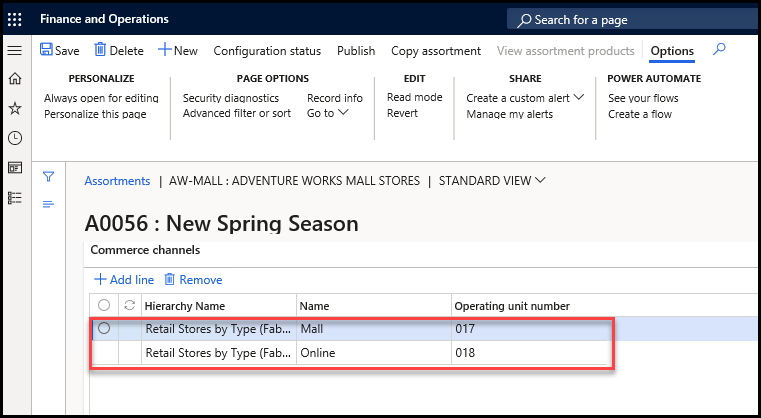 Finance and Operations
Search for a page
Save Delete New Configuration status Publish Copy assortment View assortment products Options
PERSONALIZE PAGE OPTIONS EDIT SHARE POWER AUTOMATE
Always open for editing Security diagnostics Record info Read mode Create a custom alert See your flows
Personalize this page Advanced filter or sort Go to Revert Manage my alerts Create a flow
Assortments | AW-MALL : ADVENTURE WORKS MALL STORES | STANDARD VIEW
A0056 : New Spring Season
Commerce channels
Add line Remove
Hierarchy Name Name Operating unit number
Retail Stores by Type (Fab... Mall 017
Retail Stores by Type (Fab... Online 018